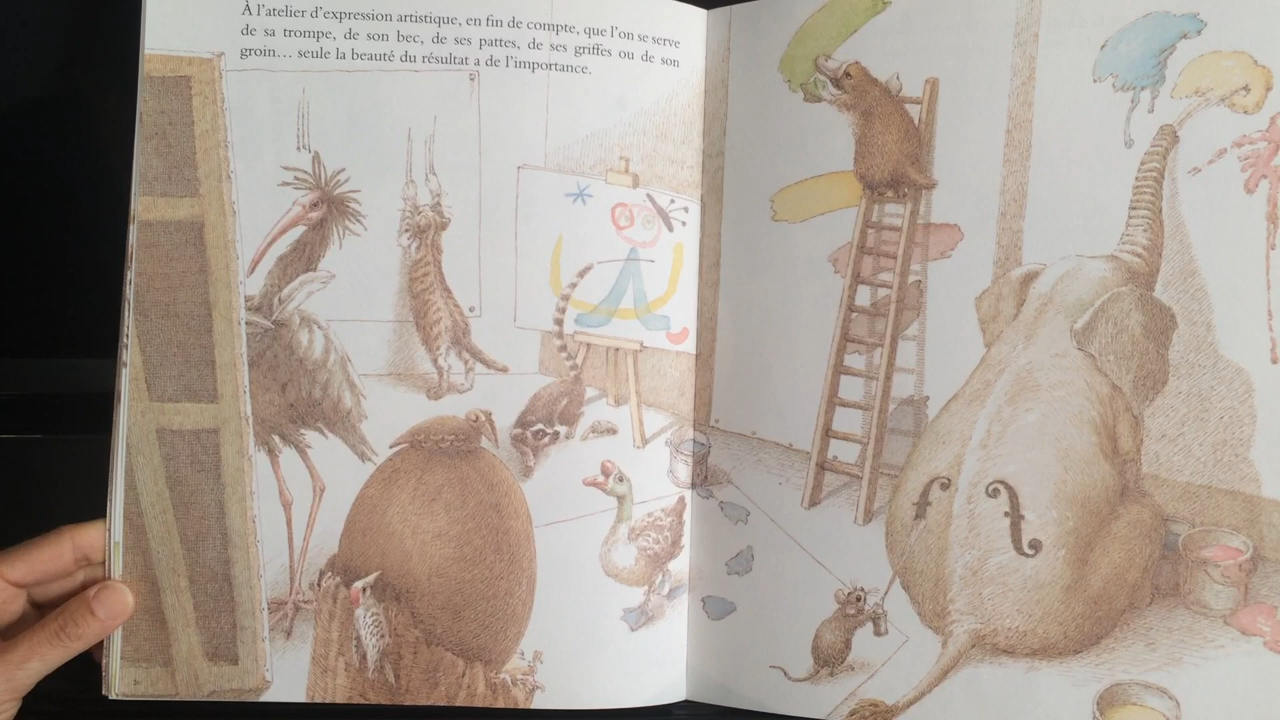 À l’atelier d’expression artistique, en fin de compte, que l’on se serve
de sa trompe, de son bec, de ses pattes, de ses griffes ou de son
groin… seule la beauté du résultat a de l’importance.